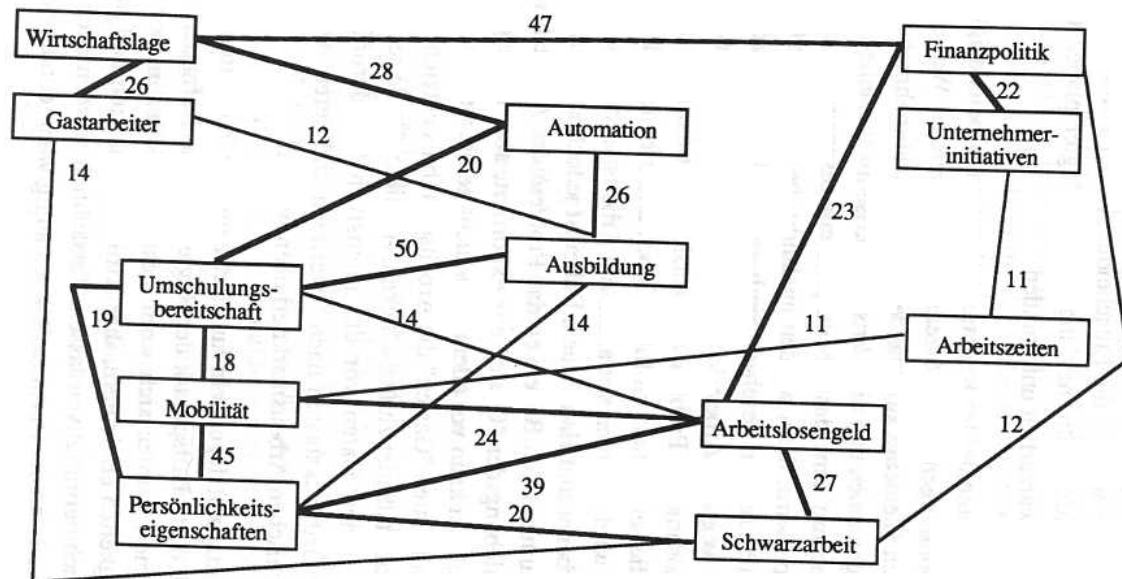 47
Wirtschaftslage
Finanzpolitik
28
26
22
Gastarbeiter
12
Automation
Unternehmer-
initiativen
14
20
26
23
50
Ausbildung
Umschulungs-
bereitschaft
11
19
14
14
11
Arbeitszeiten
18
Mobilität
Arbeitslosengeld
12
24
45
39
27
Persönlichkeits-
eigenschaften
20
Schwarzarbeit